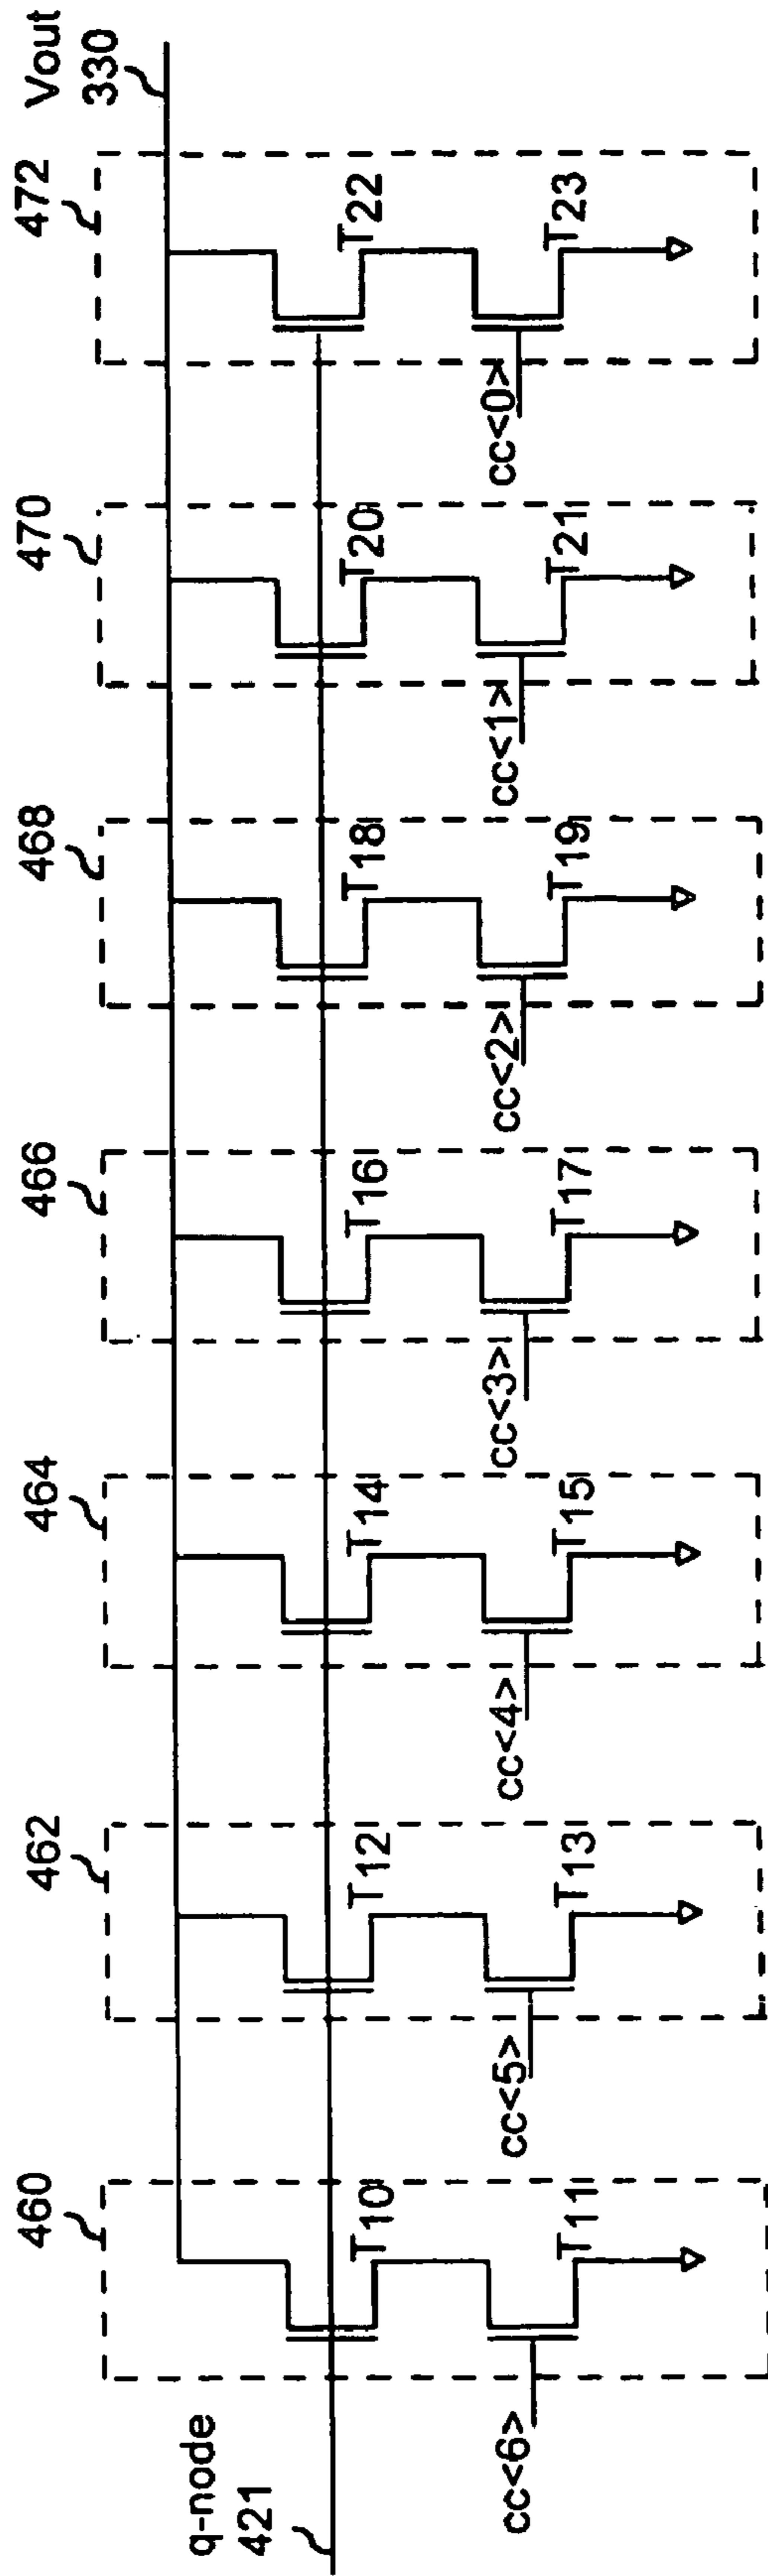 Vout
330
460
462
464
466
468
470
472
q-node
421
T10
T12
T14
T16
T18
T20
T22
cc<6>
T11
cc<5>
T13
cc<4>
T15
cc<3>
T17
cc<2>
T19
cc<1>
T21
cc<0>
T23